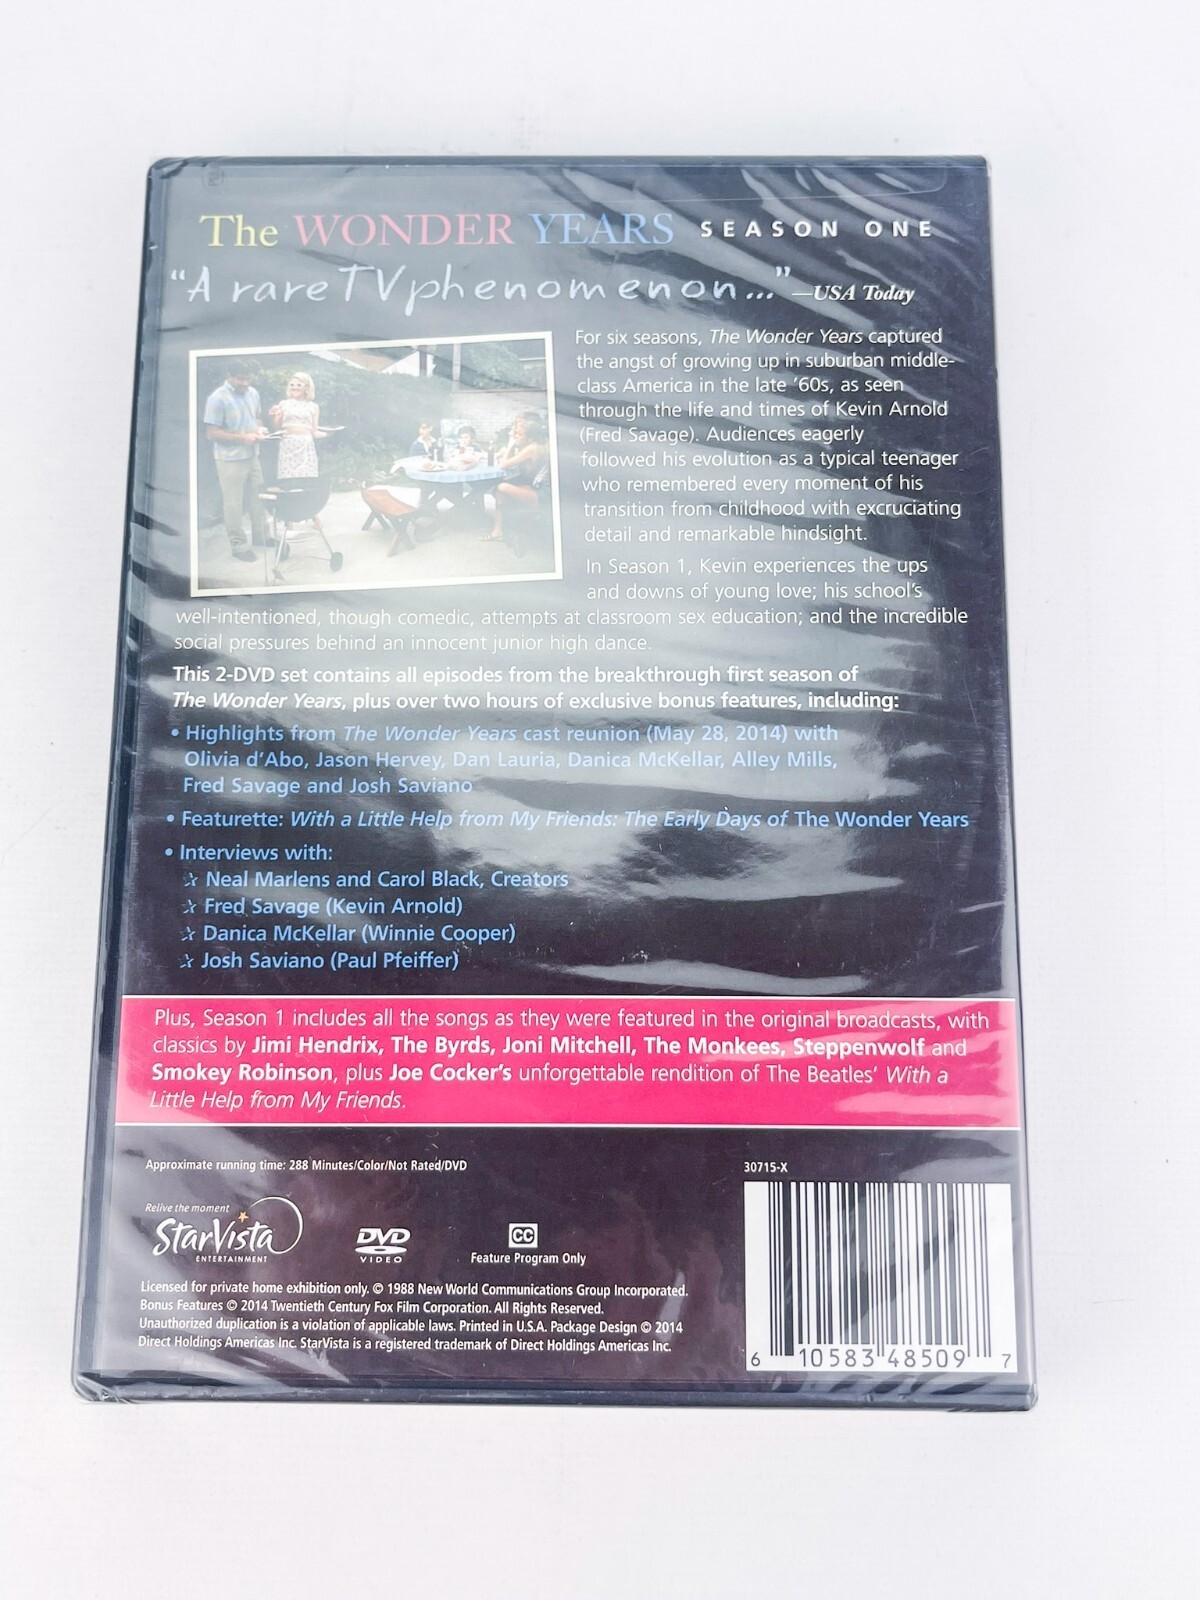 The WONDER YEARS SEASON ONE
“A rare TV phenomenon...” —USA Today
For six seasons, The Wonder Years captured
the angst of growing up in suburban middle-
class America in the late ’60s, as seen
through the life and times of Kevin Arnold
(Fred Savage). Audiences eagerly
followed his evolution as a typical teenager
who remembered every moment of his
transition from childhood with excruciating
detail and remarkable hindsight.
In Season 1, Kevin experiences the ups
and downs of young love; his school’s
well-intentioned, though comedic, attempts at classroom sex education; and the incredible
social pressures behind an innocent junior high dance.
This 2-DVD set contains all episodes from the breakthrough first season of
The Wonder Years, plus over two hours of exclusive bonus features, including:
• Highlights from The Wonder Years cast reunion (May 28, 2014) with
Olivia d’Abo, Jason Hervey, Dan Lauria, Danica McKellar, Alley Mills,
Fred Savage and Josh Saviano
• Featurette: With a Little Help from My Friends: The Early Days of The Wonder Years
• Interviews with:
☆ Neal Marlens and Carol Black, Creators
☆ Fred Savage (Kevin Arnold)
☆ Danica McKellar (Winnie Cooper)
☆ Josh Saviano (Paul Pfeiffer)
Plus, Season 1 includes all the songs as they were featured in the original broadcasts, with
classics by Jimi Hendrix, The Byrds, Joni Mitchell, The Monkees, Steppenwolf and
Smokey Robinson, plus Joe Cocker’s unforgettable rendition of The Beatles’ With a
Little Help from My Friends.
Approximate running time: 288 Minutes/Color/Not Rated/DVD
30715-X
Relive the moment
StarVista
ENTERTAINMENT
DVD
VIDEO
CC
Feature Program Only
Licensed for private home exhibition only. © 1988 New World Communications Group Incorporated.
Bonus Features © 2014 Twentieth Century Fox Film Corporation. All Rights Reserved.
Unauthorized duplication is a violation of applicable laws. Printed in U.S.A. Package Design © 2014
Direct Holdings Americas Inc. StarVista is a registered trademark of Direct Holdings Americas Inc.
6 10583 48509 7